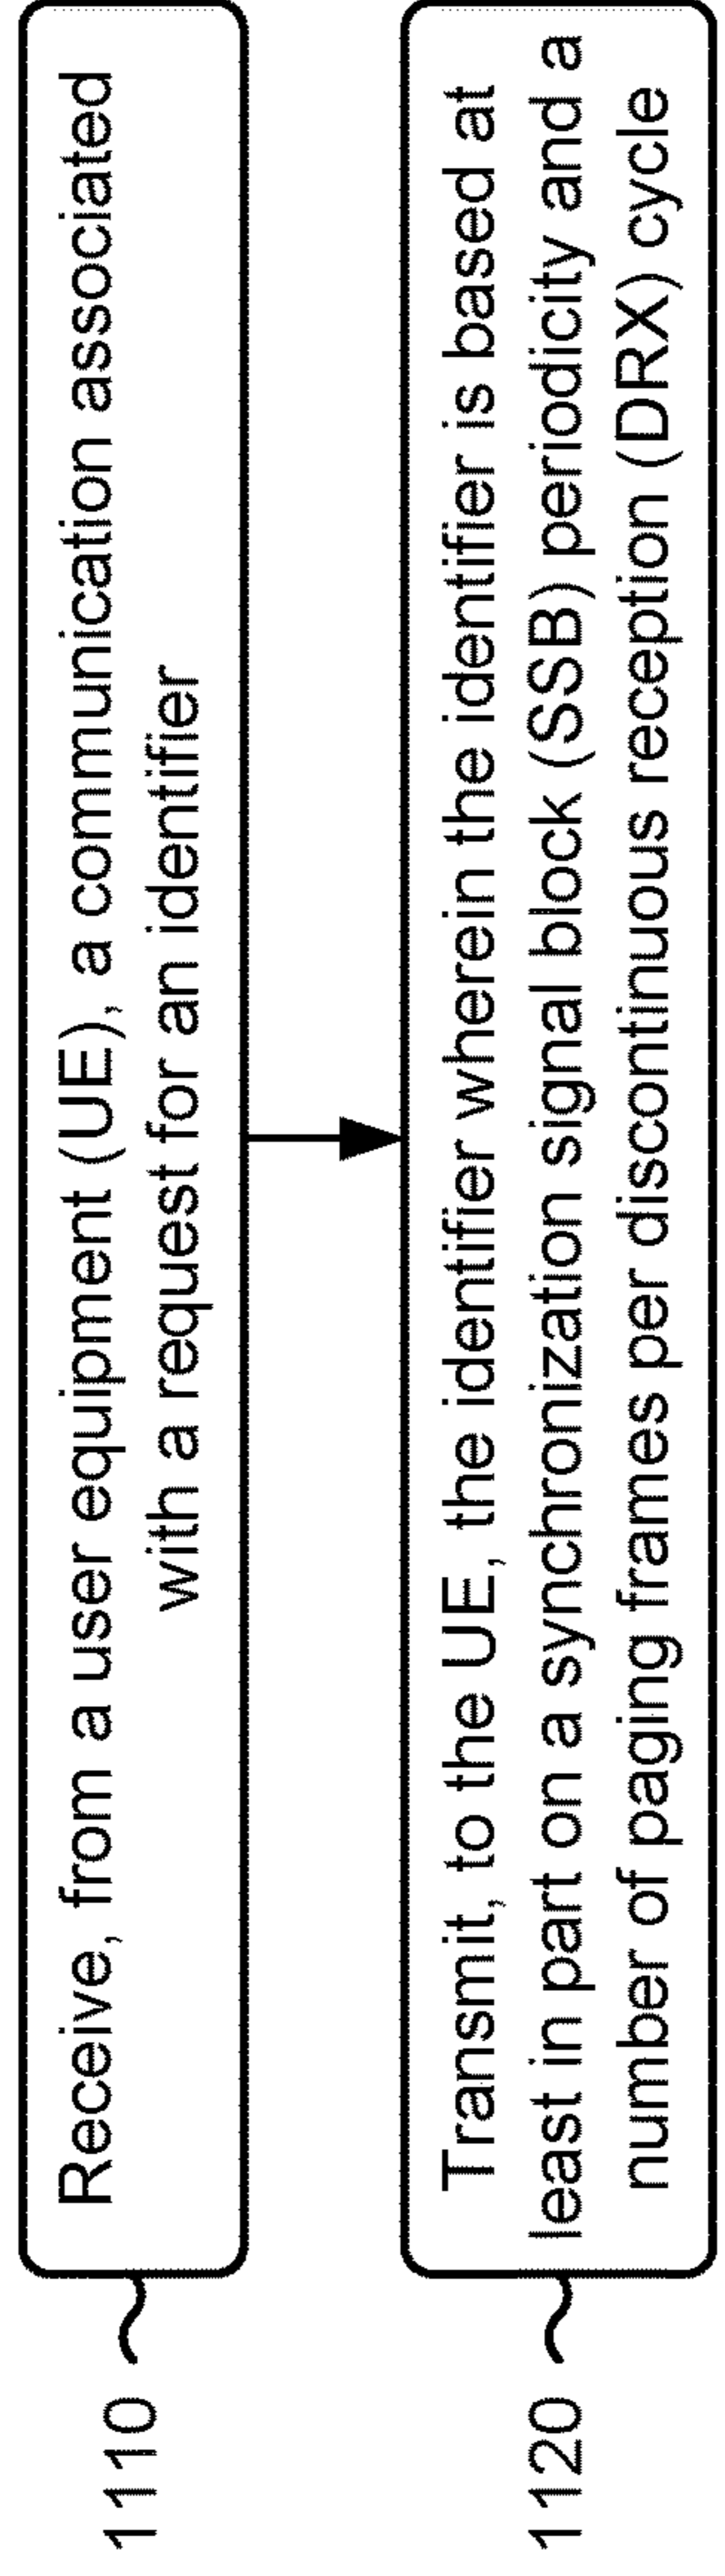 1110
Receive, from a user equipment (UE), a communication associated
with a request for an identifier
1120
Transmit, to the UE, the identifier wherein the identifier is based at
least in part on a synchronization signal block (SSB) periodicity and a
number of paging frames per discontinuous reception (DRX) cycle